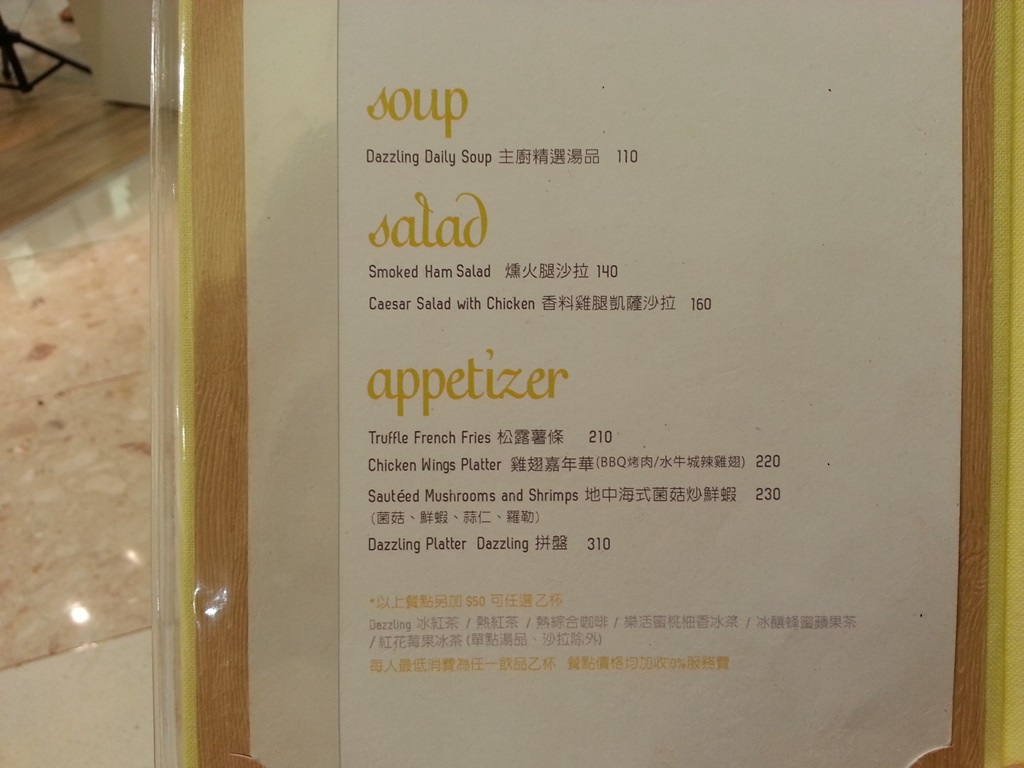 soup
Dazzling Daily Soup 主廚精選湯品 110
salad
Smoked Ham Salad 燻火腿沙拉 140
Caesar Salad with Chicken 香料雞腿凱薩沙拉 160
appetizer
Truffle French Fries 松露薯條 210
Chicken Wings Platter 雞翅嘉年華(BBQ烤肉/水牛城辣雞翅) 220
Sautéed Mushrooms and Shrimps 地中海式菌菇炒鮮蝦 230
(菌菇、鮮蝦、蒜仁、羅勒)
Dazzling Platter Dazzling 拼盤 310
*以上餐點另加 $50 可任選乙杯
Dazzling 冰紅茶 / 熱紅茶 / 熱綜合咖啡 / 樂活蜜桃柚香冰茶 / 冰釀蜂蜜蘋果茶
/ 紅花莓果冰茶 (單點湯品、沙拉除外)
每人最低消費為任一飲品乙杯 餐點價格均加收10%服務費